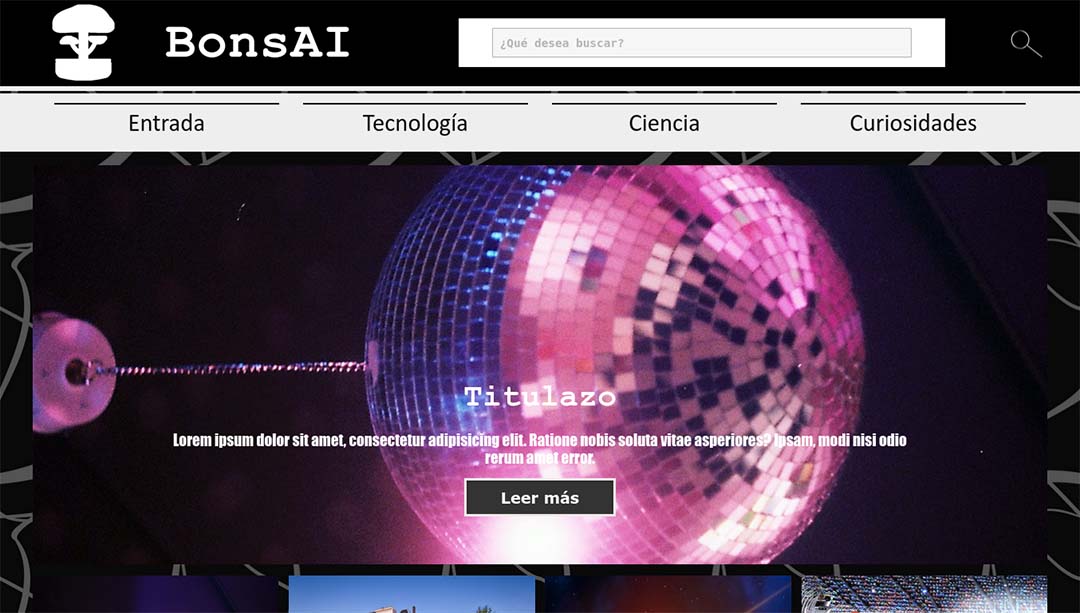 BonsAI
¿Qué desea buscar?
Entrada
Tecnología
Ciencia
Curiosidades
Titulazo
Lorem ipsum dolor sit amet, consectetur adipisicing elit. Ratione nobis soluta vitae asperiores? Ipsam, modi nisi odio
rerum amet error.
Leer más